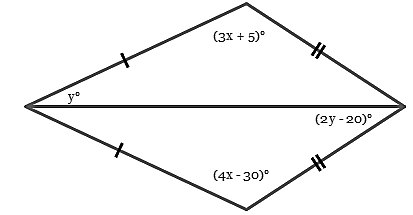 (3x + 5)°
y°
(2y - 20)°
(4x - 30)°